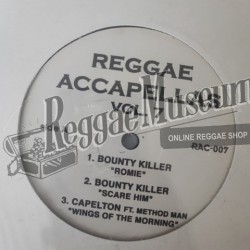 REGGAE
ACCAPELLAS
VOL. 7
ReggaeMuseum
ONLINE REGGAE SHOP
RAC-007
1. BOUNTY KILLER
"ROMIE"
2. BOUNTY KILLER
"SCARE HIM"
3. CAPELTON FT. METHOD MAN
"WINGS OF THE MORNING"